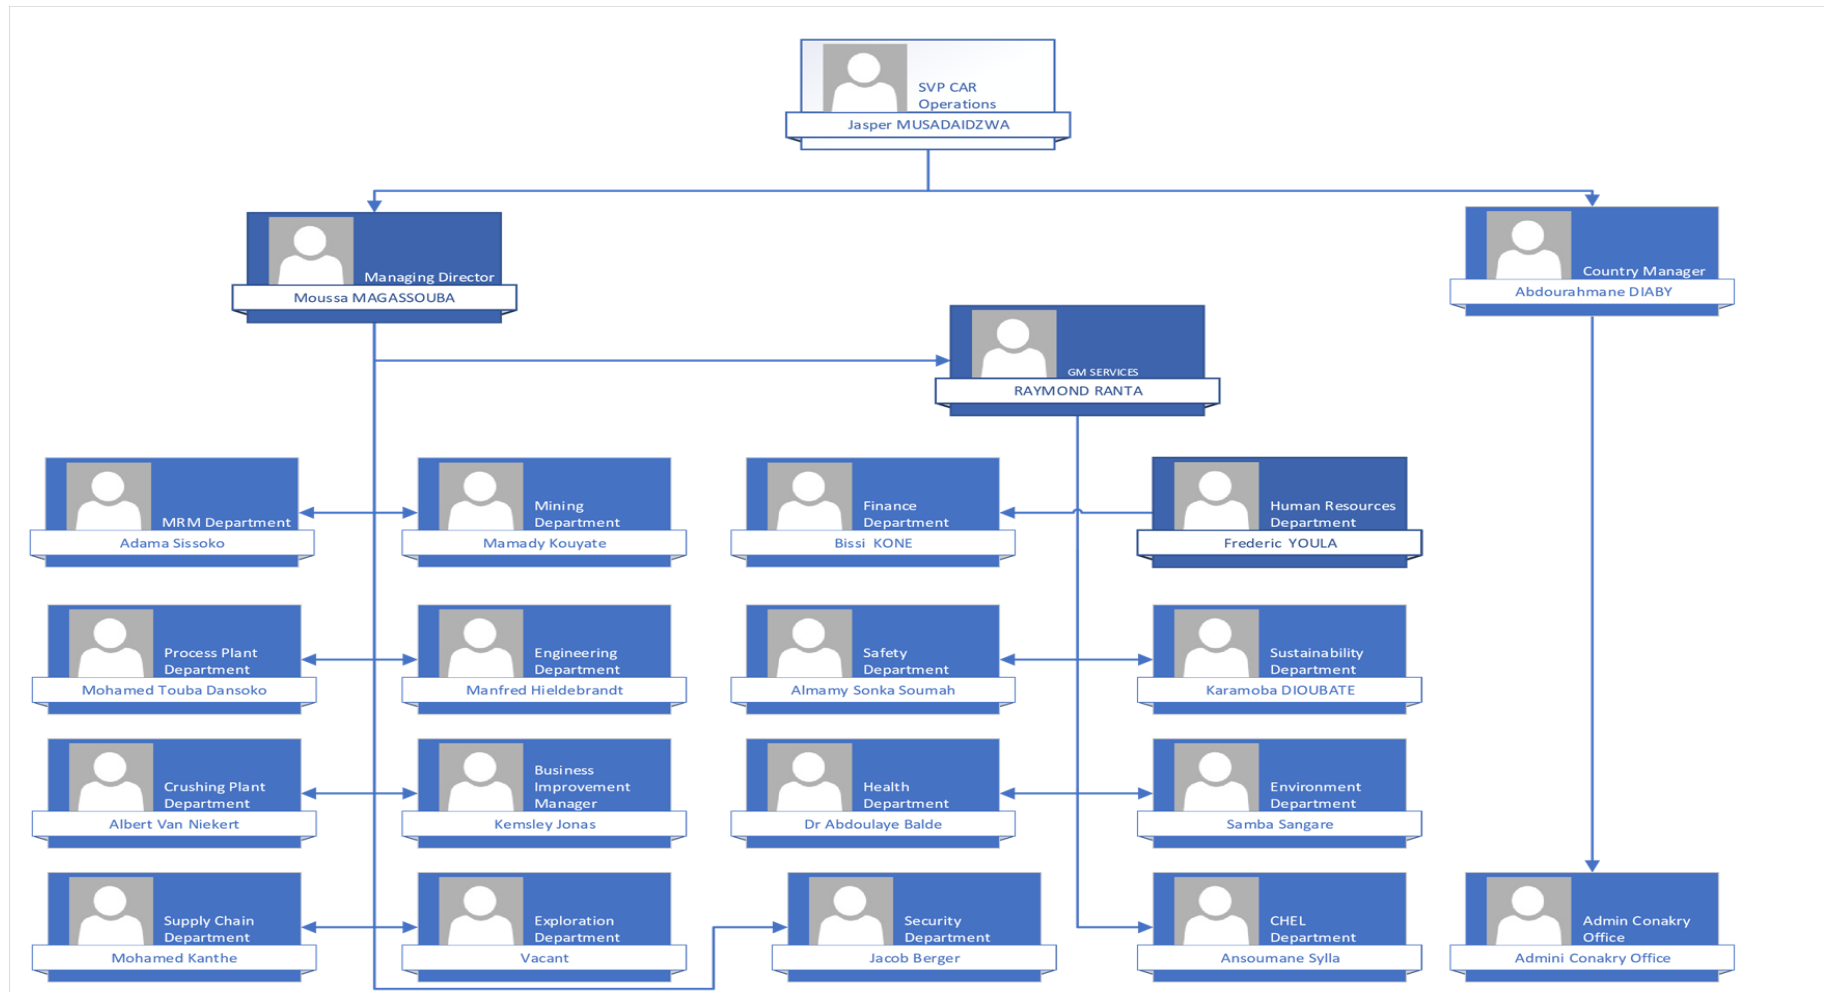 SVP CAR
Operations
Jasper MUSADAIDZWA
Managing Director
Moussa MAGASSOUBA
Country Manager
Abdourahmane DIABY
GM SERVICES
RAYMOND RANTA
MRM Department
Adama Sissoko
Mining
Department
Mamady Kouyate
Finance
Department
Bissi KONE
Human Resources
Department
Frederic YOULA
Process Plant
Department
Mohamed Touba Dansoko
Engineering
Department
Manfred Hieldebrandt
Safety
Department
Almamy Sonka Soumah
Sustainability
Department
Karamoba DIOUBATE
Crushing Plant
Department
Albert Van Niekert
Business
Improvement
Manager
Kemsley Jonas
Health
Department
Dr Abdoulaye Balde
Environment
Department
Samba Sangare
Supply Chain
Department
Mohamed Kanthe
Exploration
Department
Vacant
Security
Department
Jacob Berger
CHEL
Department
Ansoumane Sylla
Admin Conakry
Office
Admini Conakry Office